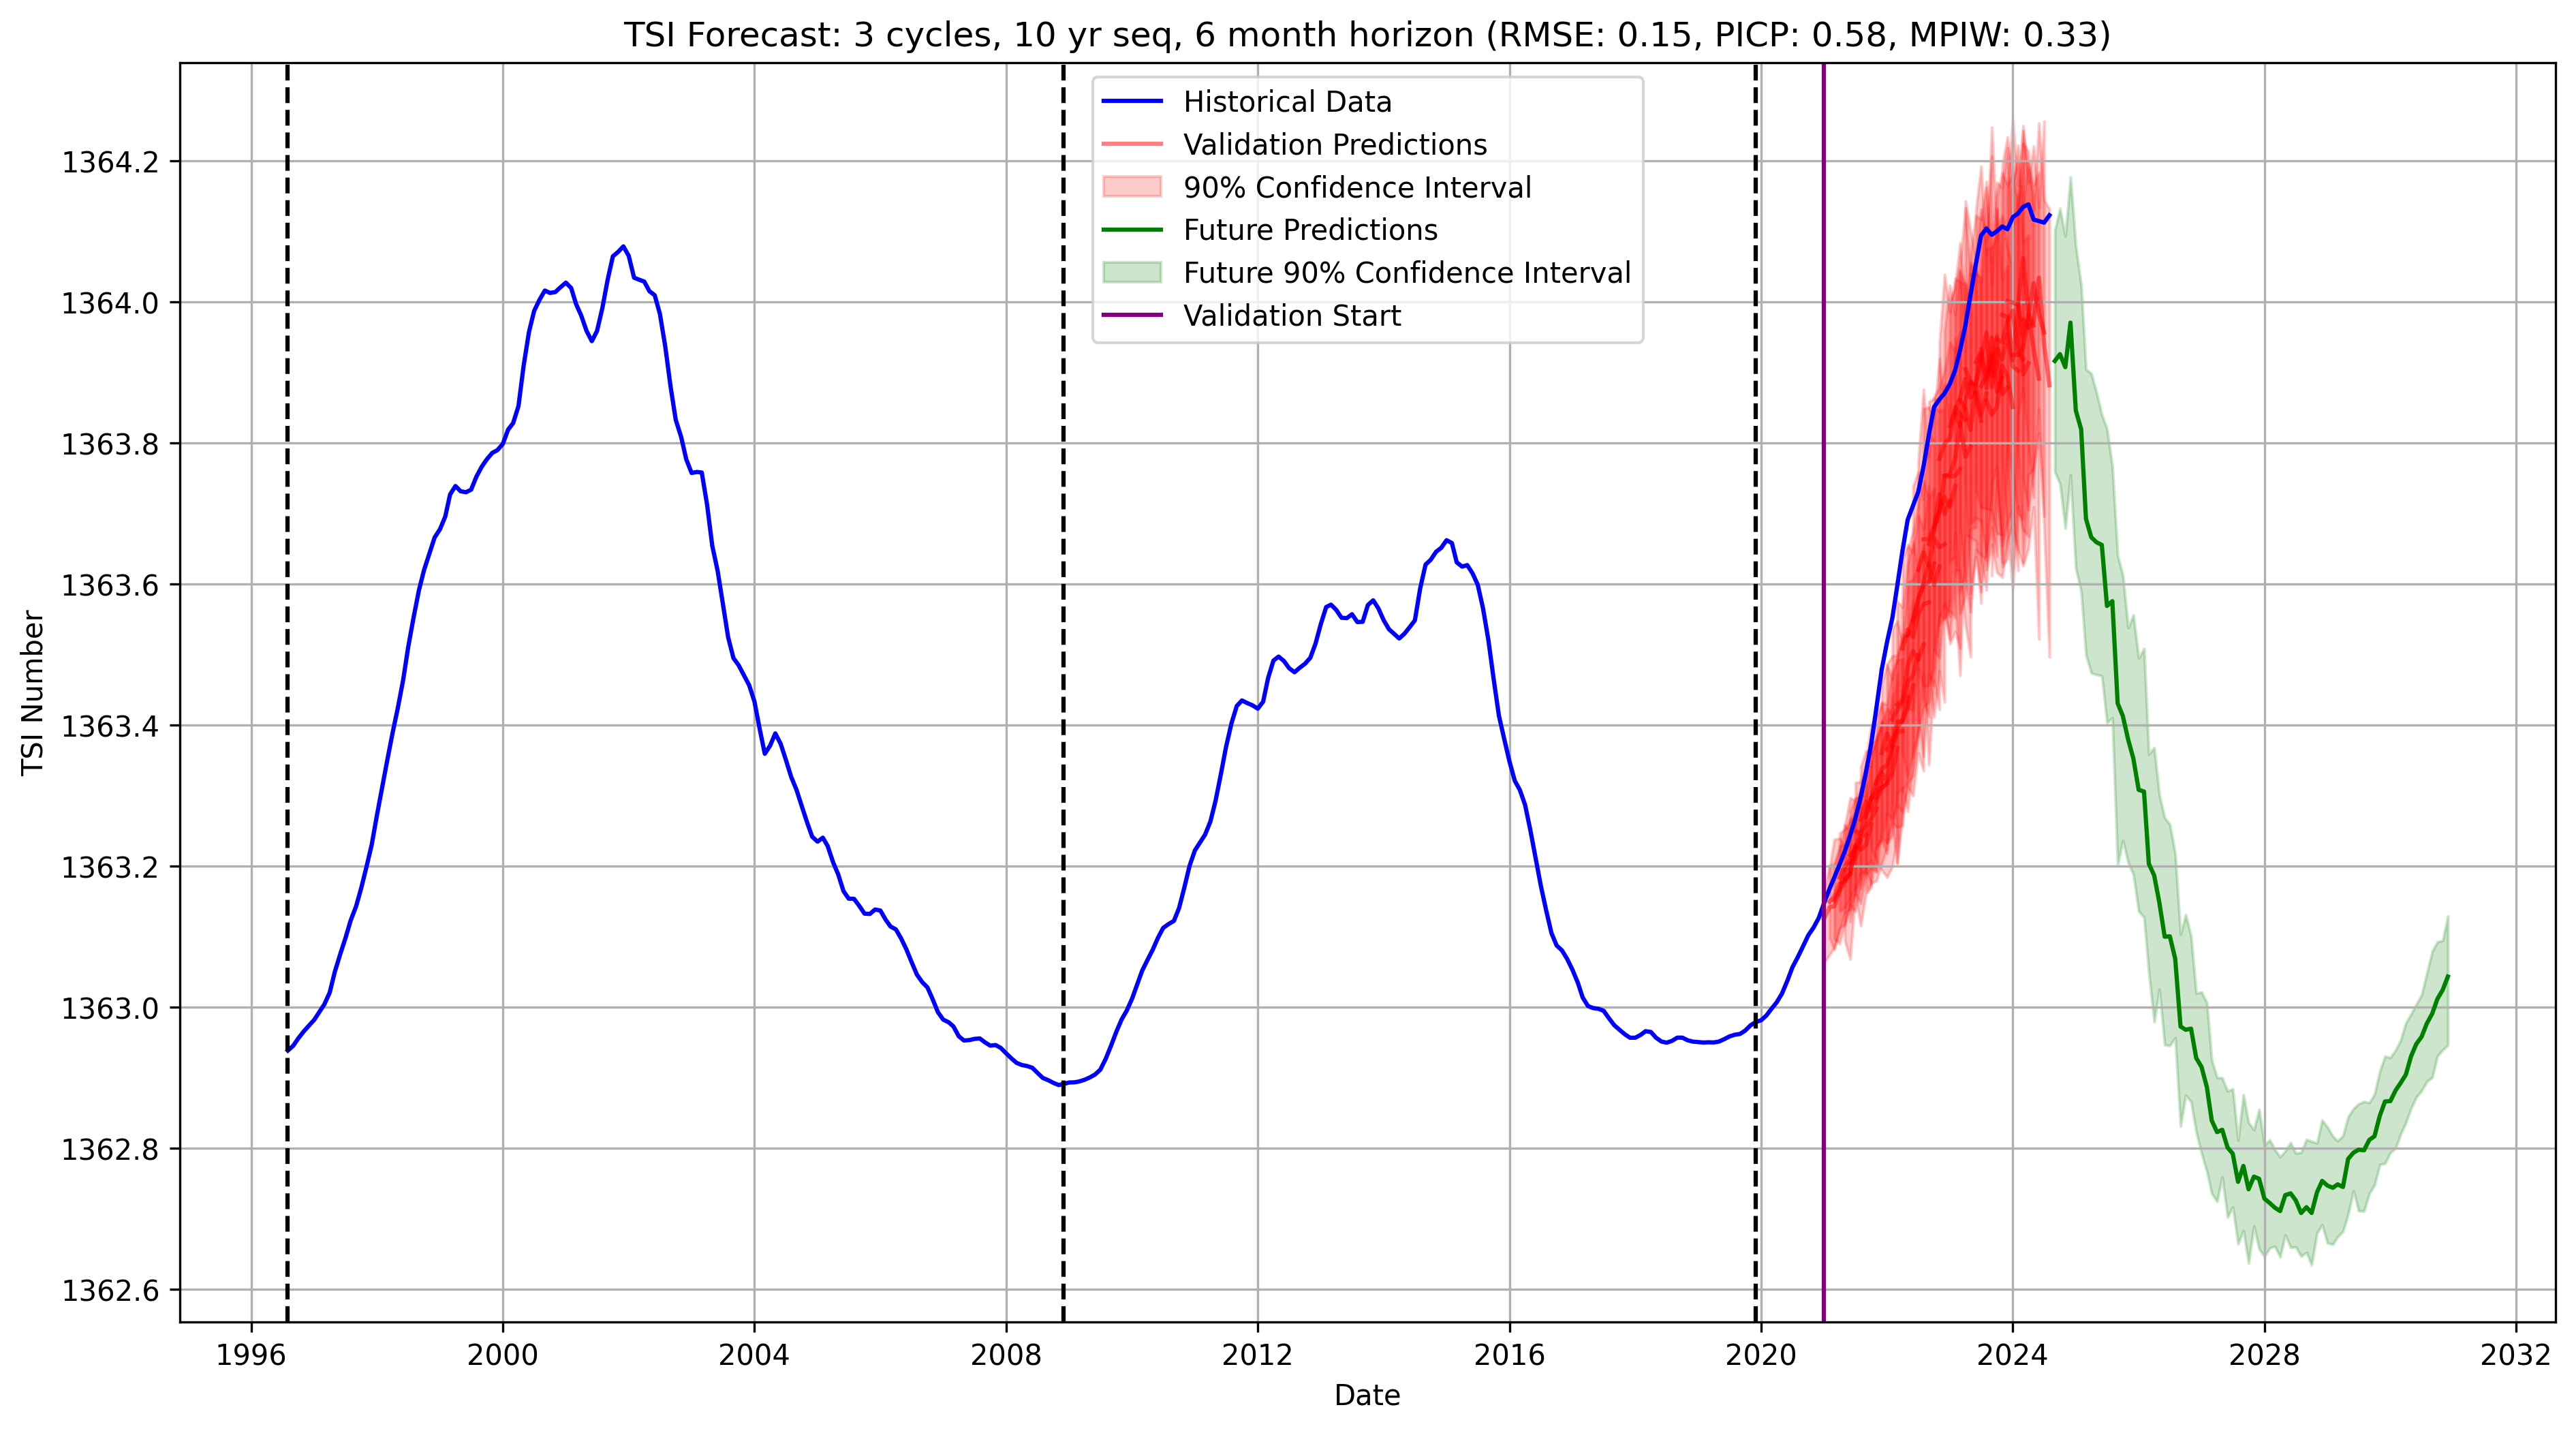 TSI Forecast: 3 cycles, 10 yr seq, 6 month horizon (RMSE: 0.15, PICP: 0.58, MPIW: 0.33)
Historical Data
Validation Predictions
90% Confidence Interval
Future Predictions
Future 90% Confidence Interval
Validation Start
TSI Number
1364.2
1364.0
1363.8
1363.6
1363.4
1363.2
1363.0
1362.8
1362.6
1996 2000 2004 2008 2012 2016 2020 2024 2028 2032
Date